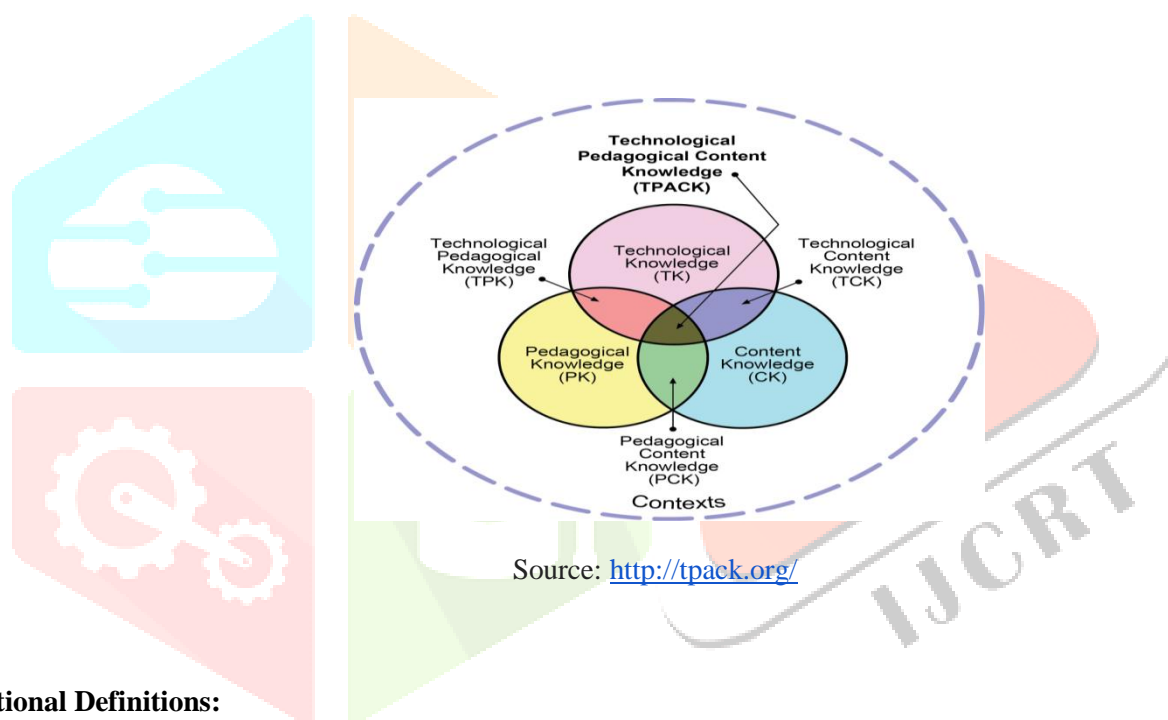 Technological
Pedagogical Content
Knowledge
(TPACK)
Technological
Pedagogical
Knowledge
(TPK)
Technological
Knowledge
(TK)
Technological
Content
Knowledge
(TCK)
Pedagogical
Knowledge
(PK)
Content
Knowledge
(CK)
Pedagogical
Content
Knowledge
(PCK)
Contexts
IJCRT
Source: http://tpack.org/
tional Definitions: